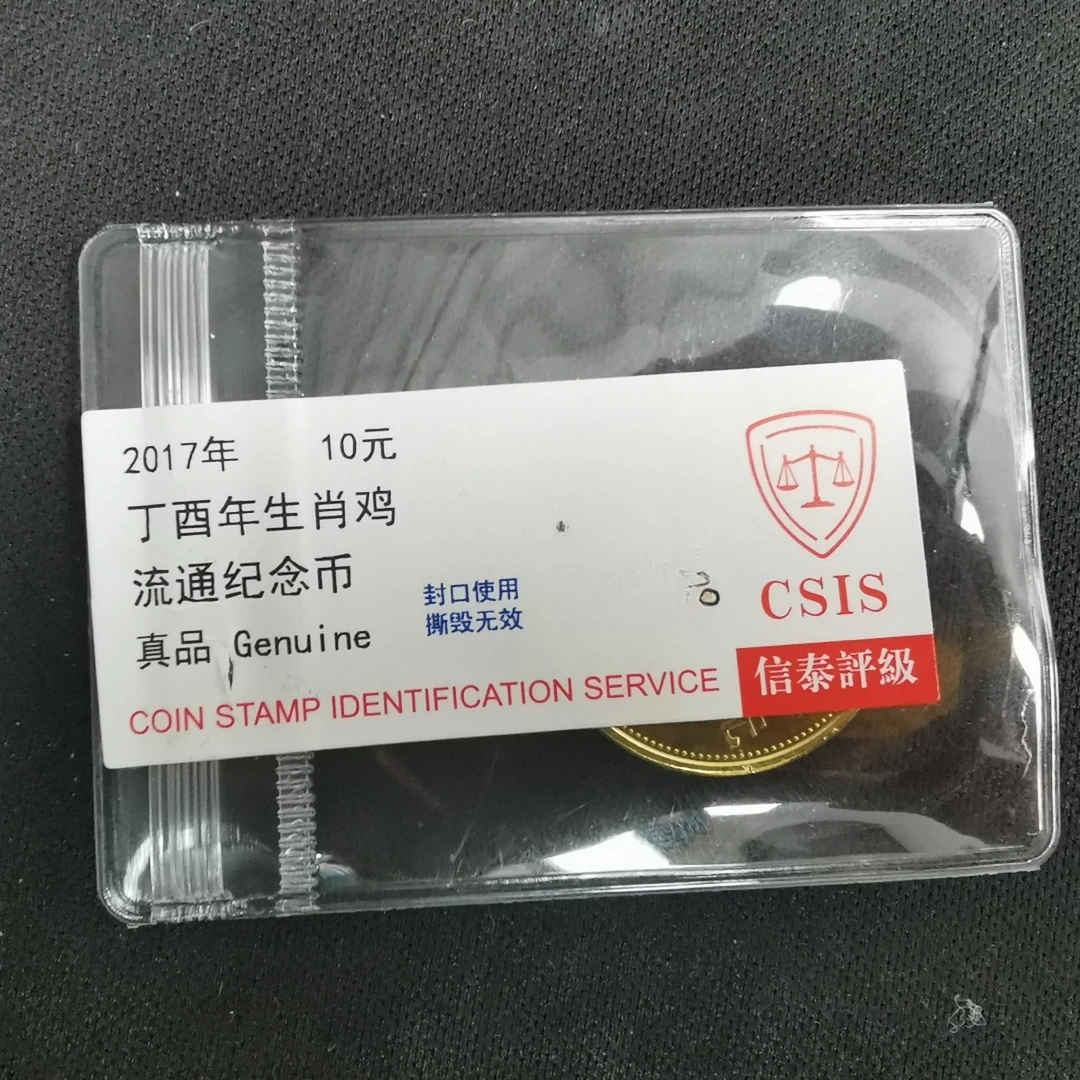 2017年 10元
丁酉年生肖鸡
流通纪念币
真品 Genuine
封口使用
撕毁无效
COIN STAMP IDENTIFICATION SERVICE
CSIS
信泰評級